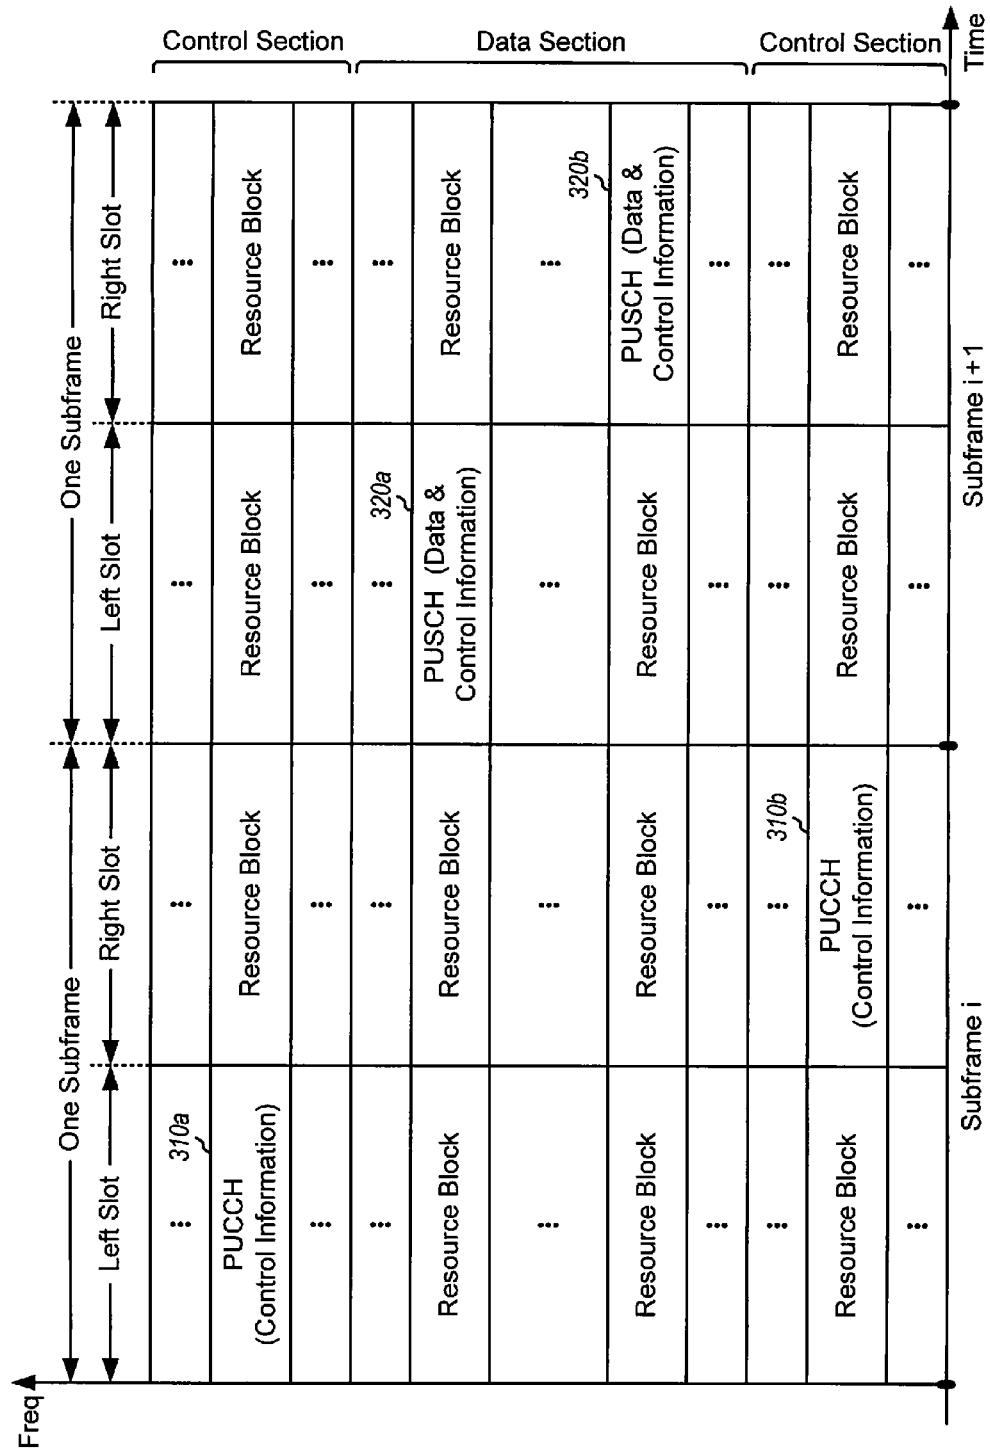 Freq
One Subframe
One Subframe
Left Slot
Right Slot
Left Slot
Right Slot
Control Section
310a
PUCCH
(Control Information)
Resource Block
Resource Block
Resource Block
Data Section
320a
Resource Block
Resource Block
PUSCH (Data &
Control Information)
Resource Block
320b
Resource Block
Resource Block
Resource Block
PUSCH (Data &
Control Information)
Control Section
310b
Resource Block
PUCCH
(Control Information)
Resource Block
Resource Block
Subframe i
Subframe i + 1
Time